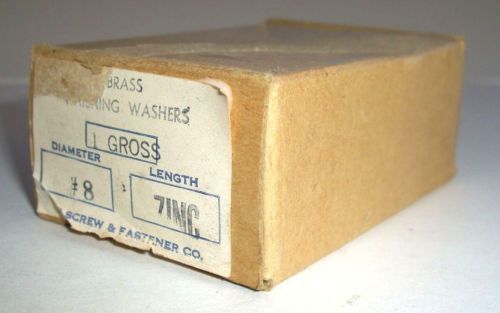 BRASS
WASHERS
1 GROSS
DIAMETER
LENGTH
#8
ZINC
SCREW & FASTENER CO.